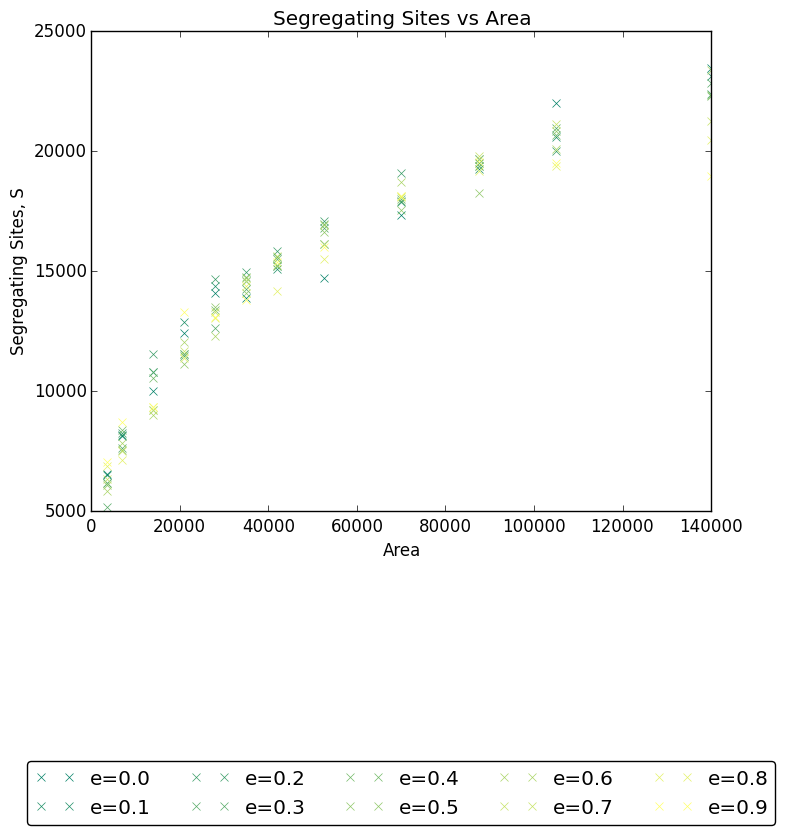 Segregating Sites vs Area
25000
20000
15000
10000
5000
Segregating Sites, S
0 20000 40000 60000 80000 100000 120000 140000
Area
e=0.0 e=0.2 e=0.4 e=0.6 e=0.8
e=0.1 e=0.3 e=0.5 e=0.7 e=0.9